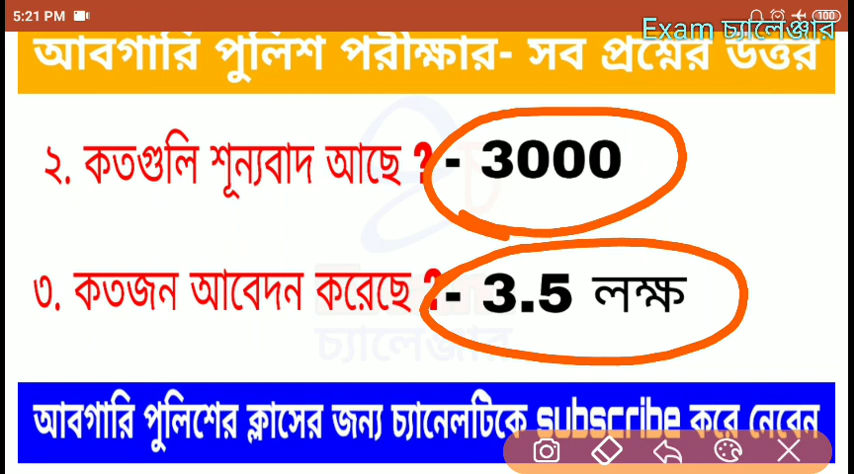 5:21 PM
100
Exam চ্যালেঞ্জার
আবগারি পুলিশ পরীক্ষার- সব প্রশ্নের উত্তর
২. কতগুলি শূন্যবাদ আছে ? - 3000
৩. কতজন আবেদন করেছে ? - 3.5 লক্ষ
চ্যালেঞ্জার
আবগারি পুলিশের ক্লাসের জন্য চ্যানেলটিকে subscribe করে নেবেন